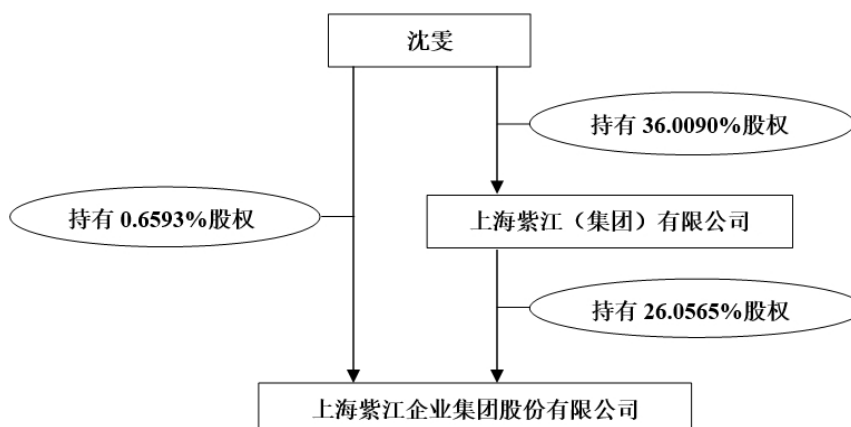 沈雯
持有 36.0090%股权
持有 0.6593%股权
上海紫江（集团）有限公司
持有 26.0565%股权
上海紫江企业集团股份有限公司